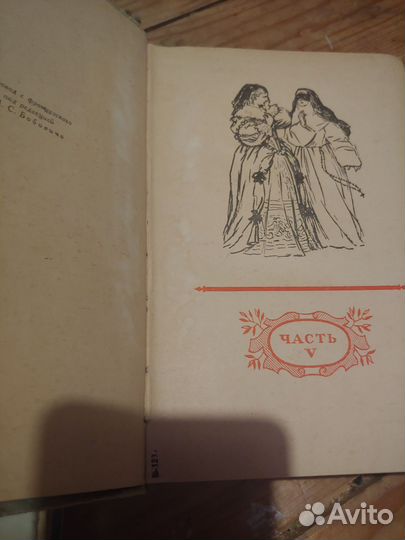 с французского
под редакцией
С. Бобовича
ЧАСТЬ
V
Avito